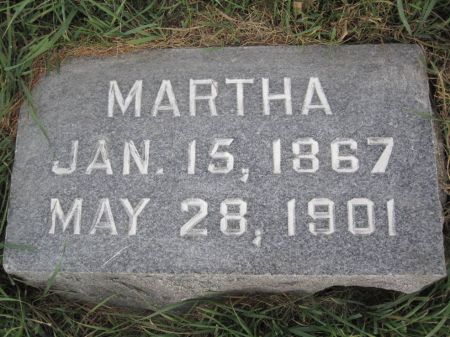 MARTHA
JAN. 15, 1867
MAY 28, 1901